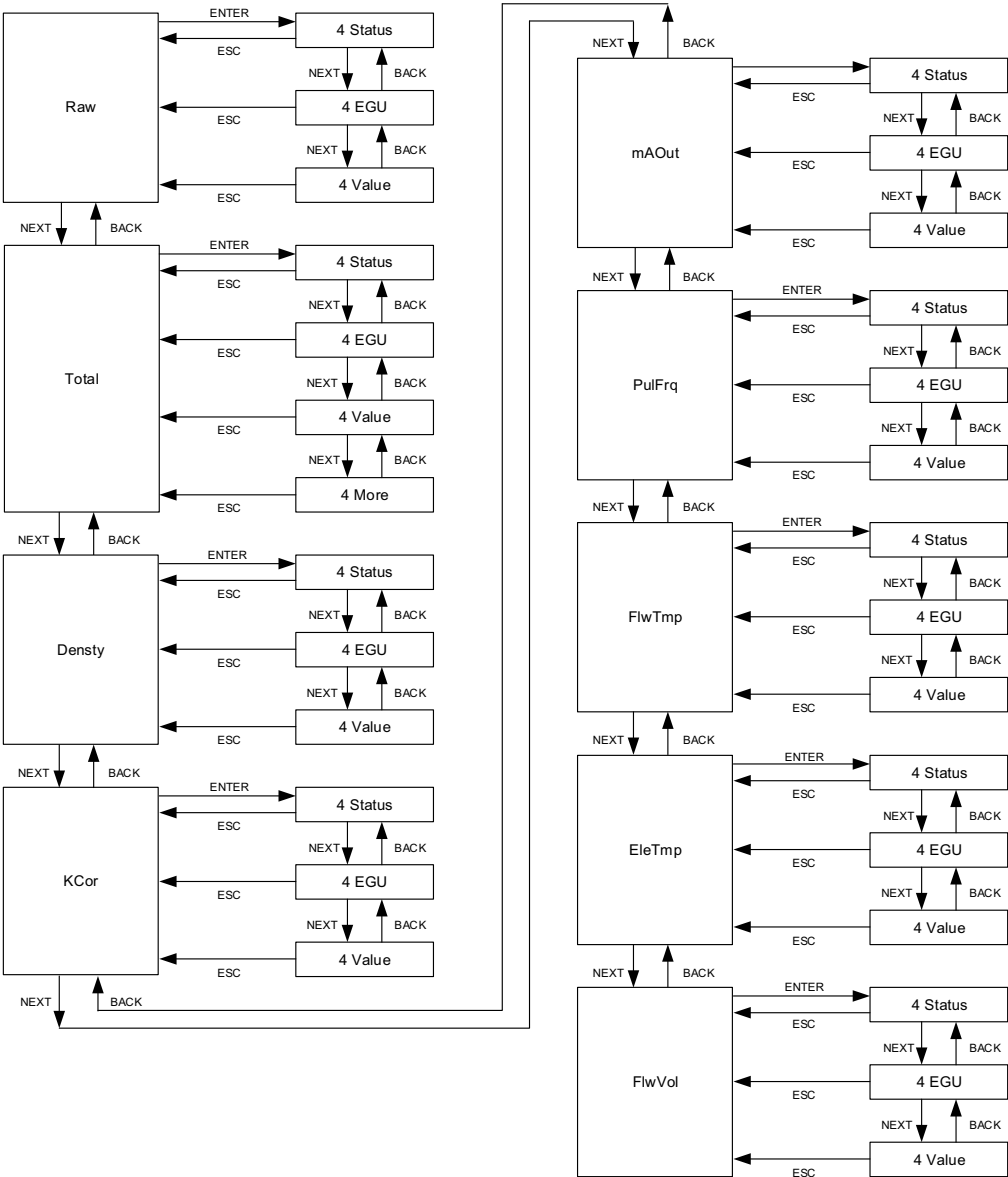 ENTER
4 Status
ESC
NEXT
BACK
Raw
4 EGU
ESC
NEXT
BACK
4 Value
ESC
NEXT
BACK
ENTER
4 Status
ESC
NEXT
BACK
4 EGU
ESC
Total
NEXT
BACK
4 Value
ESC
NEXT
BACK
4 More
ESC
NEXT
BACK
ENTER
4 Status
ESC
NEXT
BACK
Densty
4 EGU
ESC
NEXT
BACK
4 Value
ESC
NEXT
BACK
ENTER
4 Status
ESC
NEXT
BACK
KCor
4 EGU
ESC
NEXT
BACK
4 Value
ESC
NEXT
BACK
NEXT
BACK
4 Status
ESC
NEXT
BACK
mAOut
4 EGU
ESC
NEXT
BACK
4 Value
ESC
NEXT
BACK
ENTER
4 Status
ESC
NEXT
BACK
PulFrq
4 EGU
ESC
NEXT
BACK
4 Value
ESC
NEXT
BACK
ENTER
4 Status
ESC
NEXT
BACK
FlwTmp
4 EGU
ESC
NEXT
BACK
4 Value
ESC
NEXT
BACK
ENTER
4 Status
ESC
NEXT
BACK
EleTmp
4 EGU
ESC
NEXT
BACK
4 Value
ESC
NEXT
BACK
ENTER
4 Status
ESC
NEXT
BACK
FlwVol
4 EGU
ESC
NEXT
BACK
4 Value
ESC